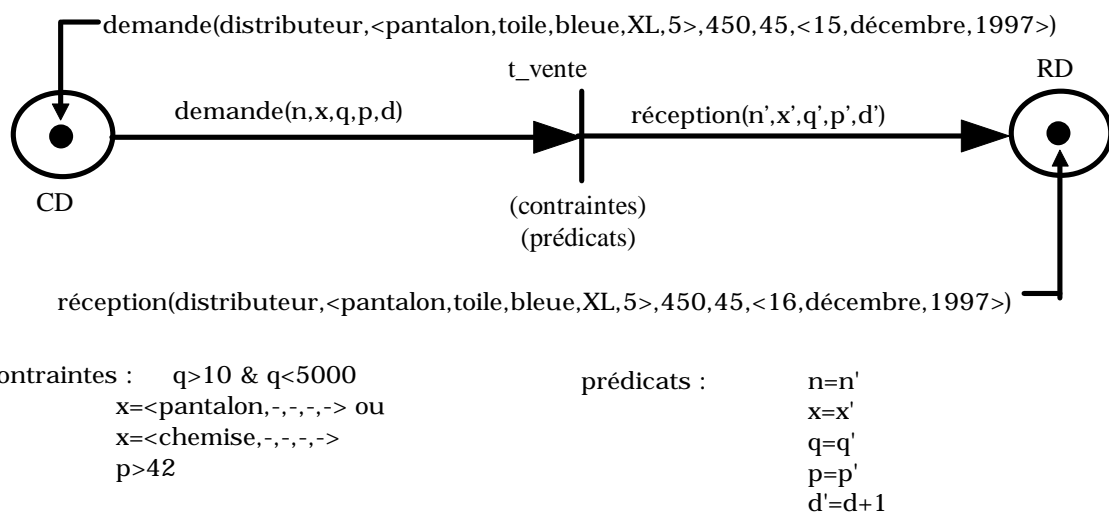 demande(distributeur,<pantalon,toile,bleue,XL,5>,450,45,<15,décembre,1997>)
t_vente
RD
demande(n,x,q,p,d)
réception(n',x',q',p',d')
CD
(contraintes)
(prédicats)
réception(distributeur,<pantalon,toile,bleue,XL,5>,450,45,<16,décembre,1997>)
ontraintes : q>10 & q<5000
x=<pantalon,-,-,-,-> ou
x=<chemise,-,-,-,->
p>42
prédicats : n=n'
x=x'
q=q'
p=p'
d'=d+1